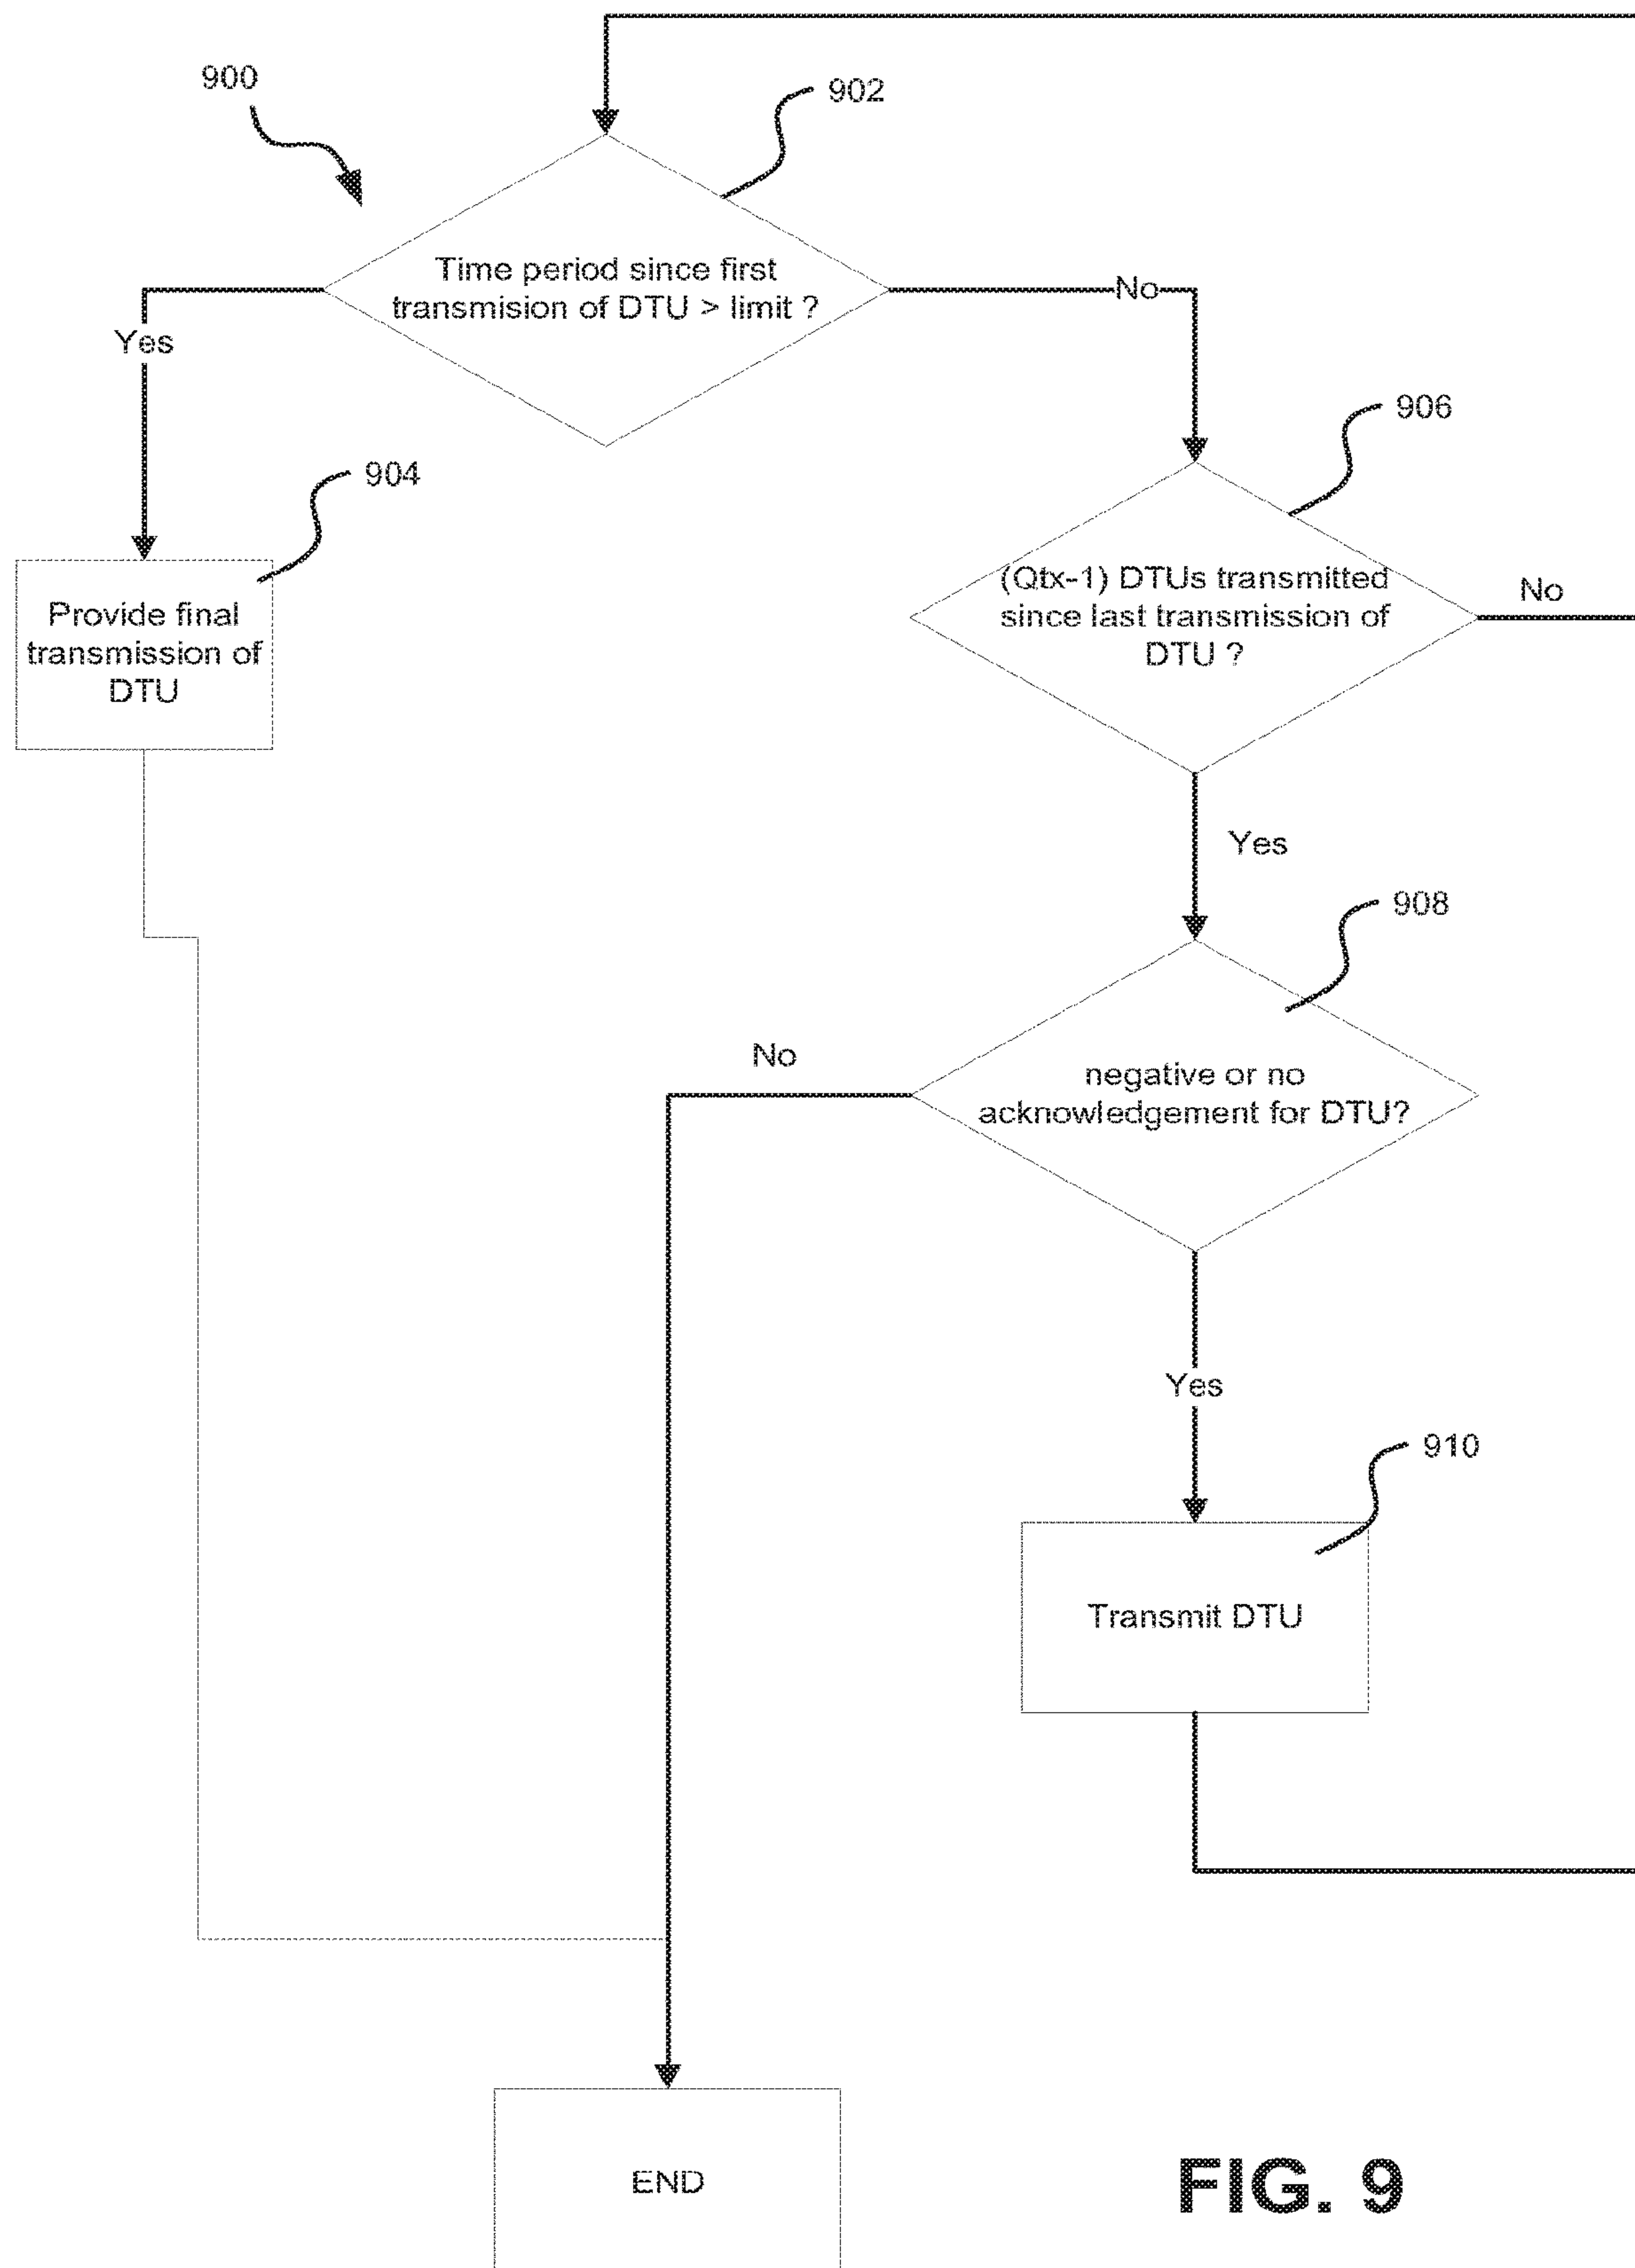 900
902
Time period since first
transmision of DTU > limit ?
Yes
No
906
904
Provide final
transmission of
DTU
(Qtx-1) DTUs transmitted
since last transmission of
DTU ?
No
Yes
908
No
negative or no
acknowledgement for DTU?
Yes
910
Transmit DTU
END
FIG. 9